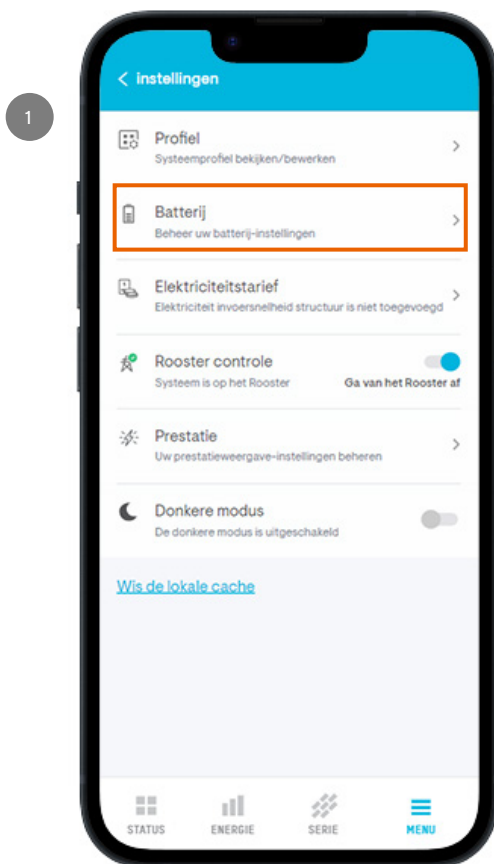 1
< instellingen
Profiel
Systeemprofiel bekijken/bewerken
Batterij
Beheer uw batterij-instellingen
Elektriciteitstarief
Elektriciteit invoersnelheid structuur is niet toegevoegd
Rooster controle
Systeem is op het Rooster Ga van het Rooster af
Prestatie
Uw prestatieweergave-instellingen beheren
Donkere modus
De donkere modus is uitgeschakeld
Wis de lokale cache
STATUS ENERGIE SERIE MENU